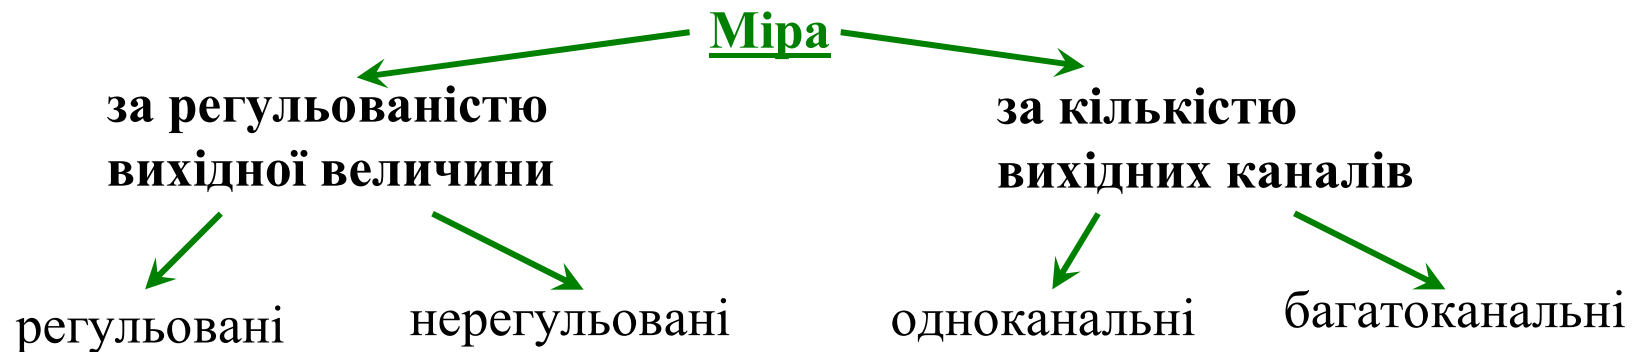 Міра
за регульованістю
вихідної величини
за кількістю
вихідних каналів
регульовані
нерегульовані
одноканальні
багатоканальні